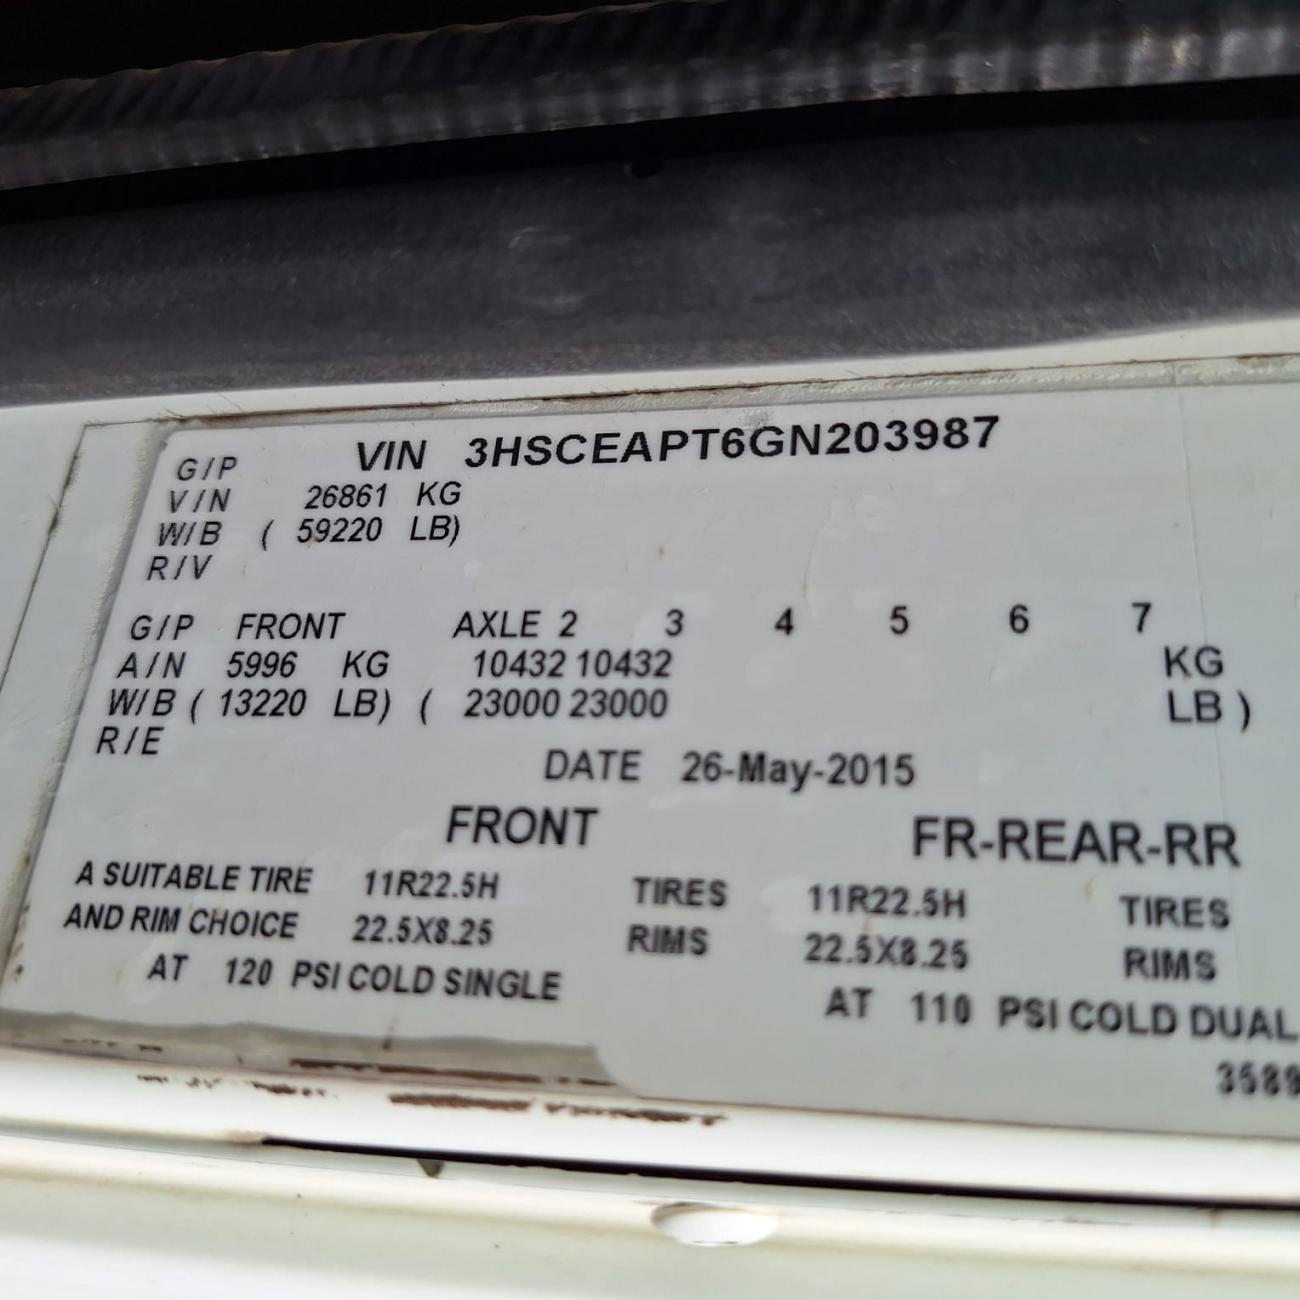 VIN 3HSCEAPT6GN203987
G/P
V/N 26861 KG
W/B ( 59220 LB)
R/V
G/P FRONT AXLE 2 3 4 5 6 7
A/N 5996 KG 10432 10432 KG
W/B ( 13220 LB) ( 23000 23000 LB )
R/E
DATE 26-May-2015
FRONT FR-REAR-RR
A SUITABLE TIRE 11R22.5H TIRES 11R22.5H TIRES
AND RIM CHOICE 22.5X8.25 RIMS 22.5X8.25 RIMS
AT 120 PSI COLD SINGLE AT 110 PSI COLD DUAL
3589